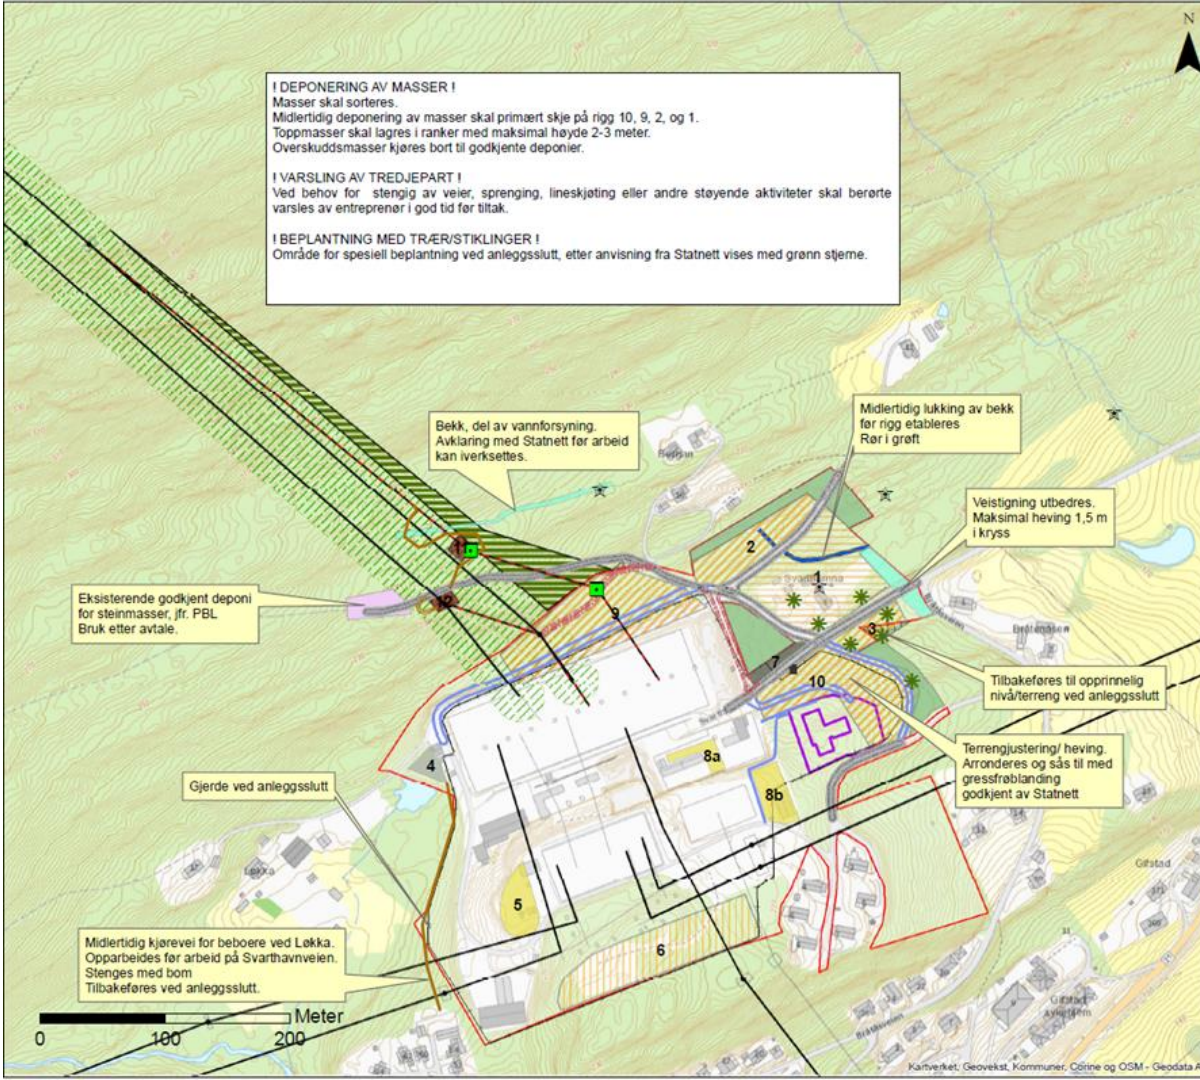 N
! DEPONERING AV MASSER !
Masser skal sorteres.
Midlertidig deponering av masser skal primært skje på rigg 10, 9, 2, og 1.
Toppmasser skal lagres i ranker med maksimal høyde 2-3 meter.
Overskuddsmasser kjøres bort til godkjente deponier.
! VARSLING AV TREDJEPART !
Ved behov for stengig av veier, sprenging, lineskjøting eller andre støyende aktiviteter skal berørte
varsles av entreprenør i god tid før tiltak.
! BEPLANTNING MED TRÆR/STIKLINGER !
Område for spesiell beplantning ved anleggsslutt, etter anvisning fra Statnett vises med grønn stjerne.
Bekk, del av vannforsyning.
Avklaring med Statnett før arbeid
kan iverksettes.
Midlertidig lukking av bekk
før rigg etableres
Rør i grøft
Veistigning utbedres.
Maksimal heving 1,5 m
i kryss
Eksisterende godkjent deponi
for steinmasser, jfr. PBL
Bruk etter avtale.
11
12
2
1
9
3
7
10
Bråtenåsen
Tilbakeføres til opprinnelig
nivå/terreng ved anleggsslutt
Terrengjustering/ heving.
Arronderes og sås til med
gressfrøblanding
godkjent av Statnett
4
8a
8b
Gjerde ved anleggsslutt
Løkka
5
6
Gifstad
Midlertidig kjørevei for beboere ved Løkka.
Opparbeides før arbeid på Svarthavnveien.
Stenges med bom
Tilbakeføres ved anleggsslutt.
Gifstad
sykehjem
Bråtaveien
Meter
0 100 200
Kartverket, Geovekst, Kommuner, Corine og OSM - Geodata